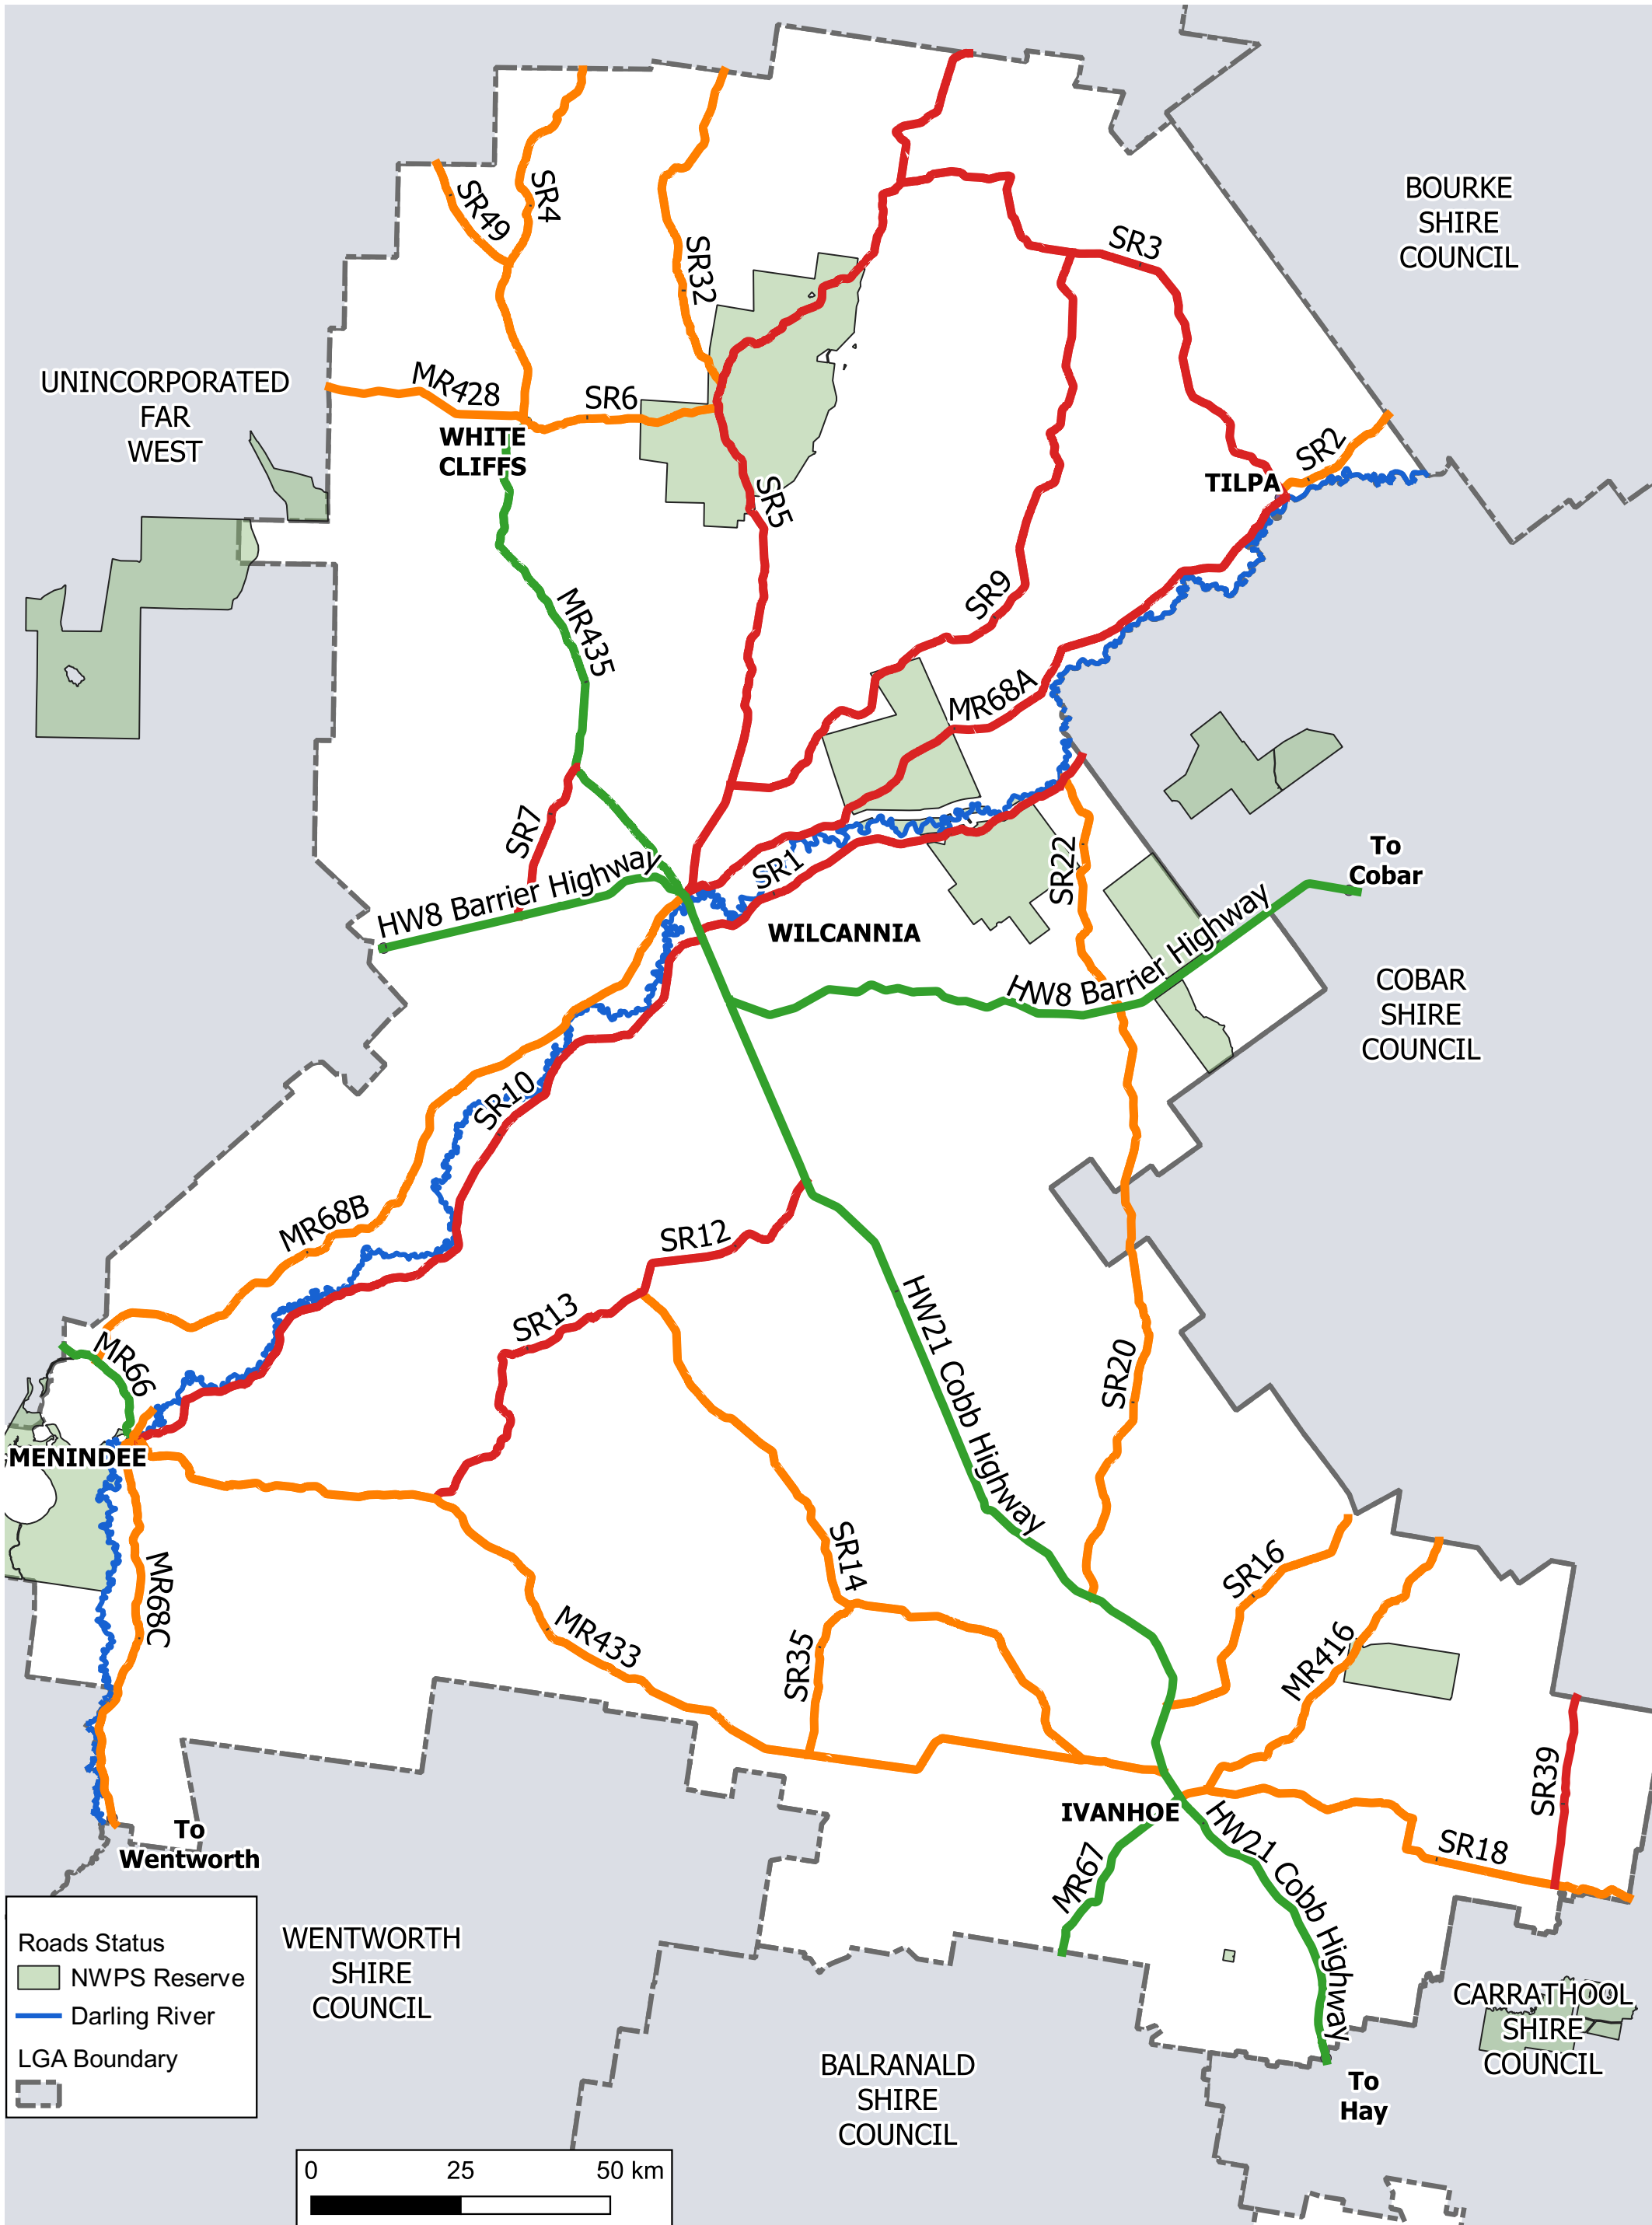 BOURKE
SHIRE
COUNCIL
SR49
SR4
SR32
SR3
UNINCORPORATED
FAR
WEST
MR428
SR6
WHITE
CLIFFS
SR5
TILPA
SR2
MR435
SR9
MR68A
SR7
SR1
SR22
To
Cobar
HW8 Barrier Highway
WILCANNIA
HW8 Barrier Highway
COBAR
SHIRE
COUNCIL
SR10
MR68B
SR12
SR13
HW21 Cobb Highway
SR20
MR66
MENINDEE
MR68C
SR14
SR35
MR433
SR16
MR416
SR39
IVANHOE
HW21 Cobb Highway
SR18
MR67
To
Wentworth
WENTWORTH
SHIRE
COUNCIL
BALRANALD
SHIRE
COUNCIL
CARRATHOOL
SHIRE
COUNCIL
To
Hay
Roads Status
NWPS Reserve
Darling River
LGA Boundary
0 25 50 km